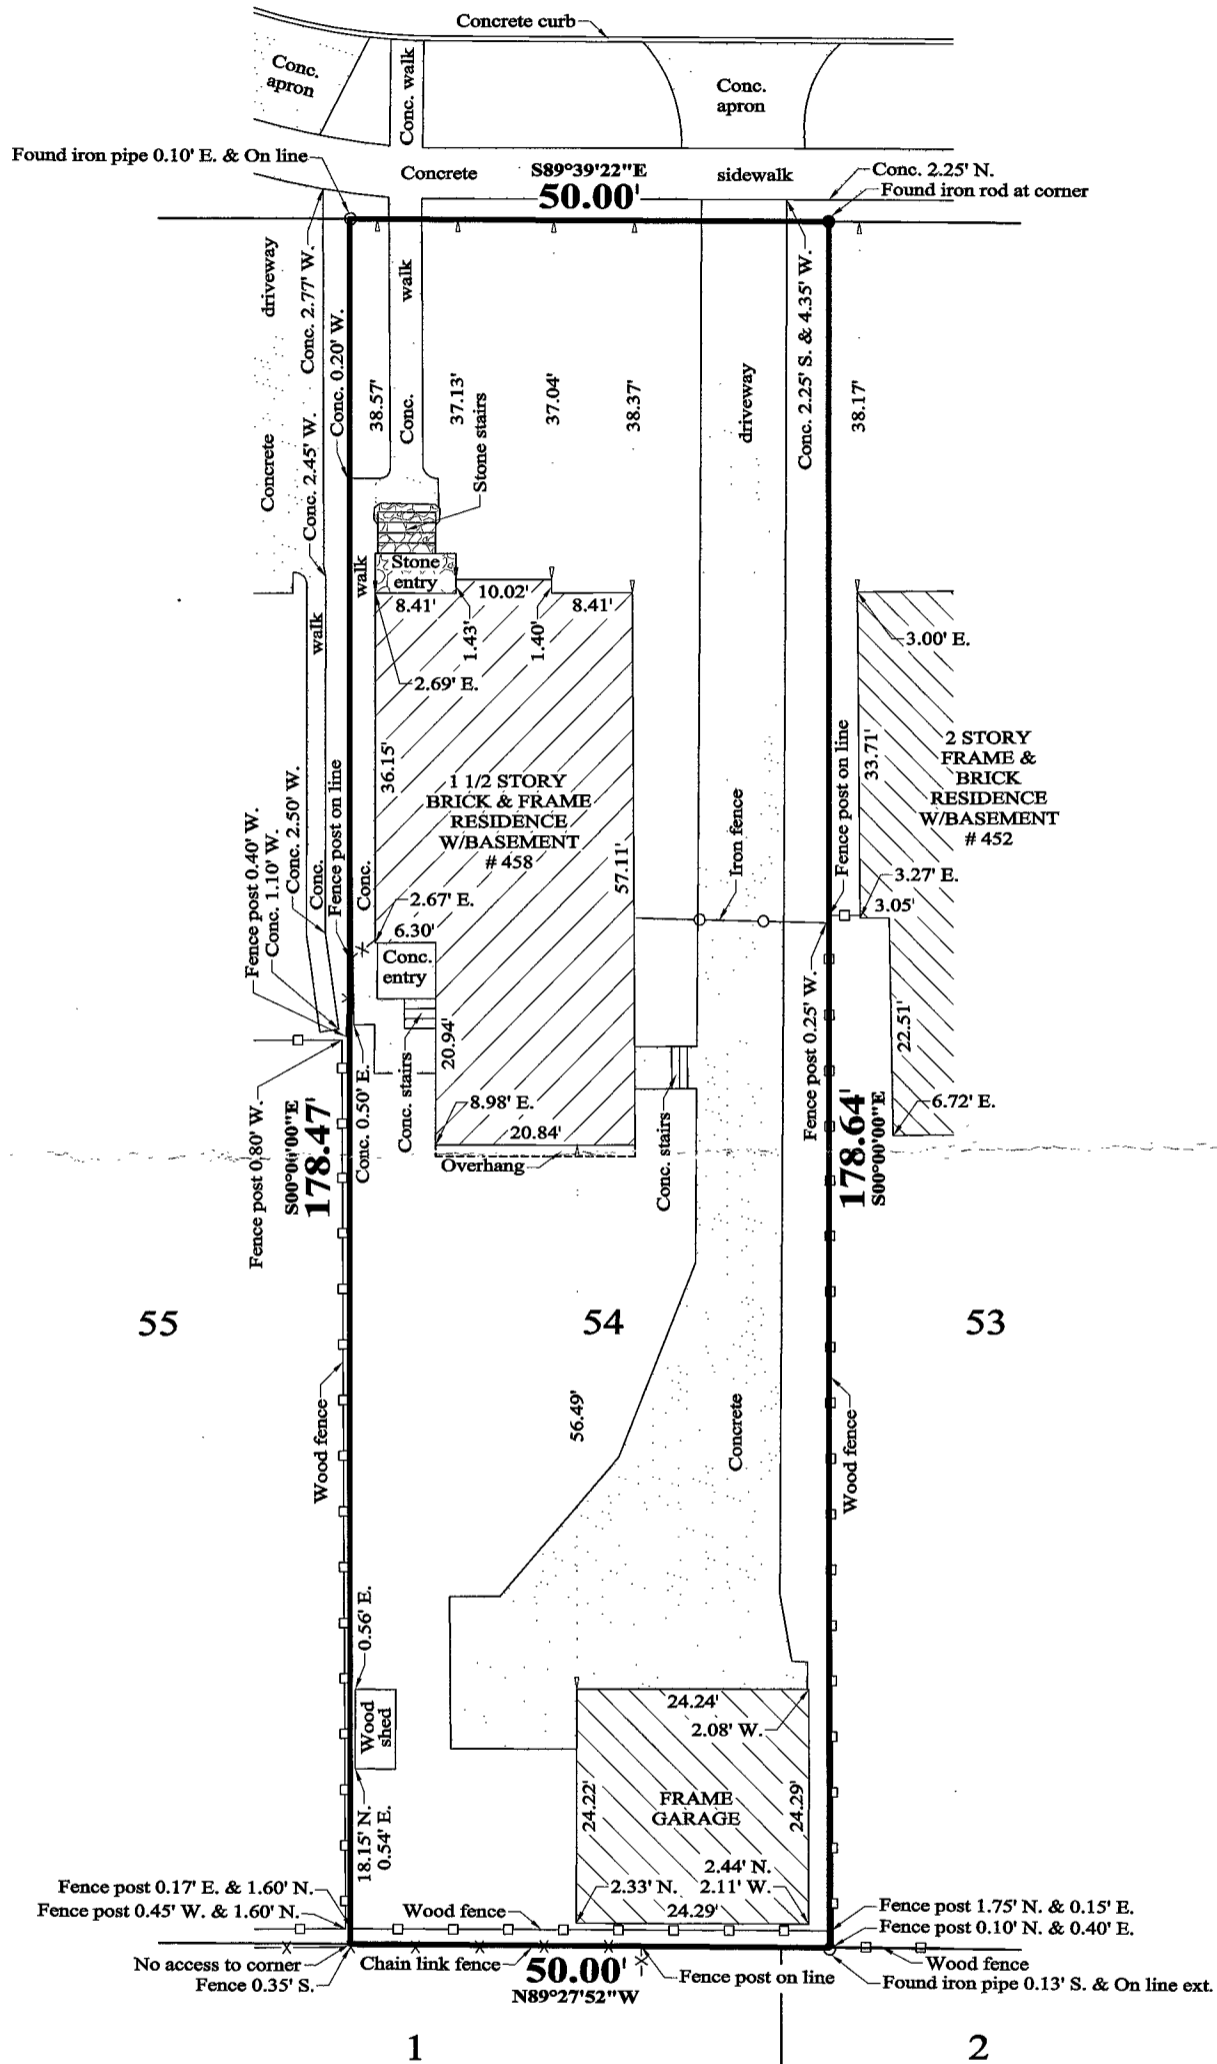 Concrete curb
Conc.
apron
Conc. walk
Conc.
apron
Found iron pipe 0.10' E. & On line
Concrete
S89°39'22"E
50.00'
sidewalk
Conc. 2.25' N.
Found iron rod at corner
driveway
Conc. 2.77' W.
Conc. 0.20' W.
walk
Conc. 2.25' S. & 4.35' W.
38.57'
Conc.
37.13'
37.04'
38.37'
driveway
38.17'
Concrete
Conc. 2.45' W.
Stone stairs
Stone
entry
walk
10.02'
8.41'
8.41'
1.43'
1.40'
walk
3.00' E.
2.69' E.
36.15'
1 1/2 STORY
BRICK & FRAME
RESIDENCE
W/BASEMENT
# 458
57.11'
Iron fence
Fence post on line
33.71'
2 STORY
FRAME &
BRICK
RESIDENCE
W/BASEMENT
# 452
Fence post 0.40' W.
Conc. 1.10' W.
Conc. 2.50' W.
Conc.
Fence post on line
Conc.
2.67' E.
6.30'
3.27' E.
3.05'
Conc.
entry
Fence post 0.25' W.
22.51'
20.94'
Conc. stairs
Conc. 0.50' E.
8.98' E.
20.84'
Overhang
Conc. stairs
6.72' E.
Fence post 0.80' W.
S00°00'00"E
178.47'
178.64'
S00°00'00"E
55
54
53
Wood fence
56.49'
Concrete
Wood fence
0.56' E.
Wood
shed
24.24'
2.08' W.
24.22'
FRAME
GARAGE
24.29'
18.15' N.
0.54' E.
2.44' N.
2.33' N.
2.11' W.
24.29'
Fence post 0.17' E. & 1.60' N.
Fence post 0.45' W. & 1.60' N.
Wood fence
Fence post 1.75' N. & 0.15' E.
Fence post 0.10' N. & 0.40' E.
No access to corner
Fence 0.35' S.
Chain link fence
50.00'
N89°27'52"W
Fence post on line
Wood fence
Found iron pipe 0.13' S. & On line ext.
1
2